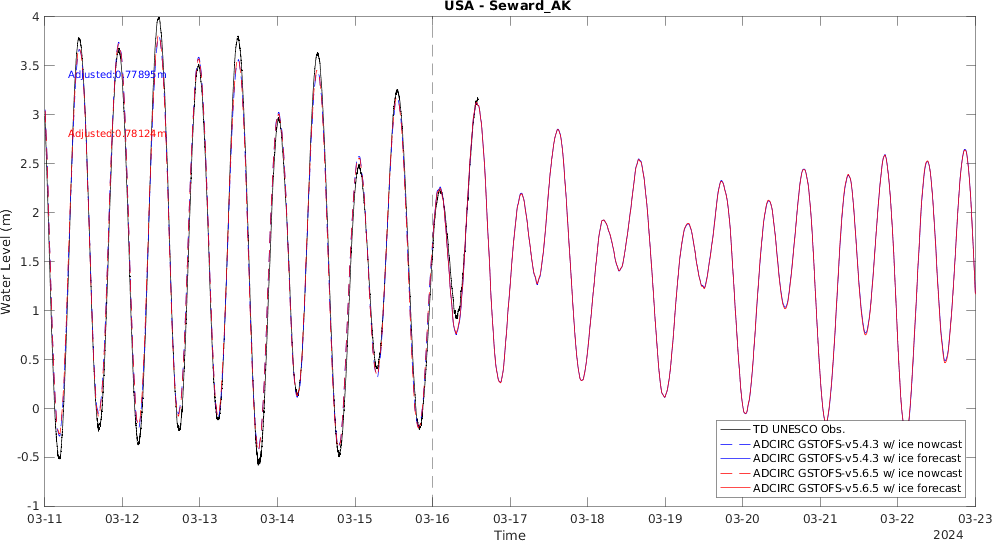 USA - Seward_AK
Water Level (m)
4
3.5
3
2.5
2
1.5
1
0.5
0
-0.5
-1
Adjusted:0.77895m
Adjusted:0.78124m
TD UNESCO Obs.
ADCIRC GSTOFS-v5.4.3 w/ ice nowcast
ADCIRC GSTOFS-v5.4.3 w/ ice forecast
ADCIRC GSTOFS-v5.6.5 w/ ice nowcast
ADCIRC GSTOFS-v5.6.5 w/ ice forecast
03-11 03-12 03-13 03-14 03-15 03-16 03-17 03-18 03-19 03-20 03-21 03-22 03-23
Time
2024